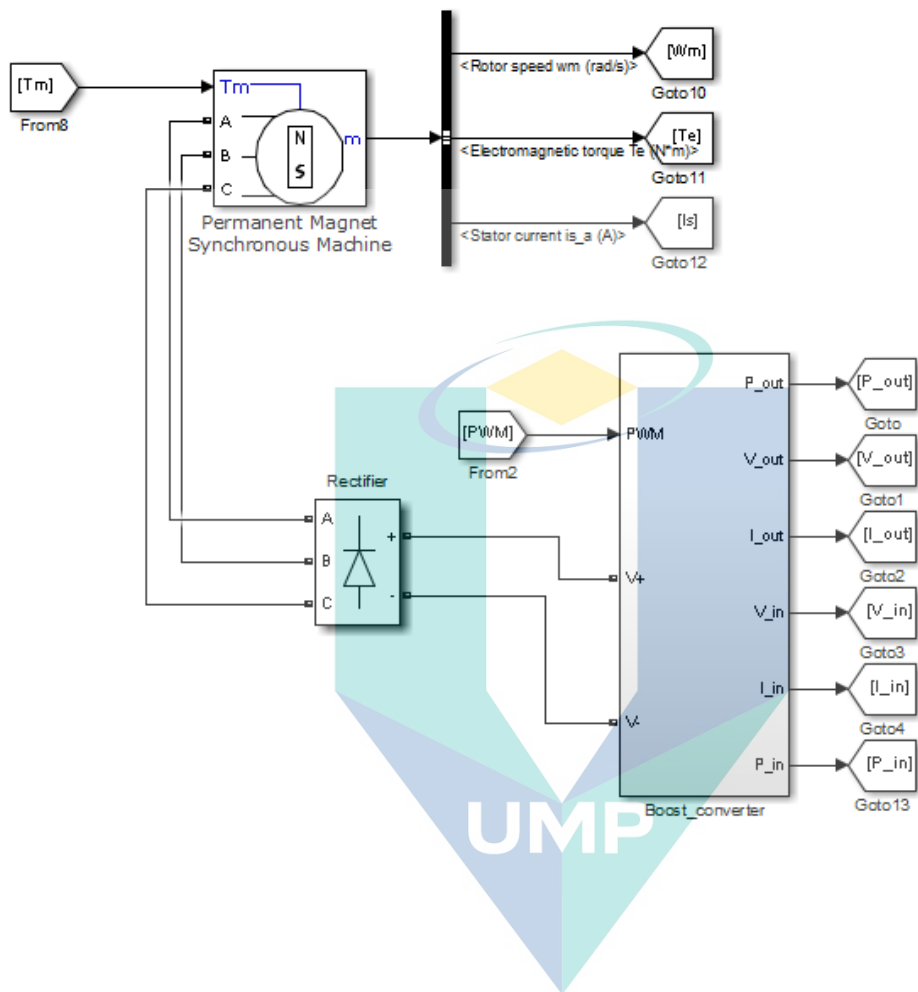 [Tm]
From8
Tm
A
B
C
N
S
m
Permanent Magnet
Synchronous Machine
<Rotor speed wm (rad/s)>
[Wm]
Goto10
<Electromagnetic torque Te (N*m)>
[Te]
Goto11
<Stator current is_a (A)>
[Is]
Goto12
Rectifier
A
B
C
+
-
[PWM]
From2
PWM
V+
V-
P_out
V_out
I_out
V_in
I_in
P_in
Boost_converter
[P_out]
Goto
[V_out]
Goto1
[I_out]
Goto2
[V_in]
Goto3
[I_in]
Goto4
[P_in]
Goto13
UMP